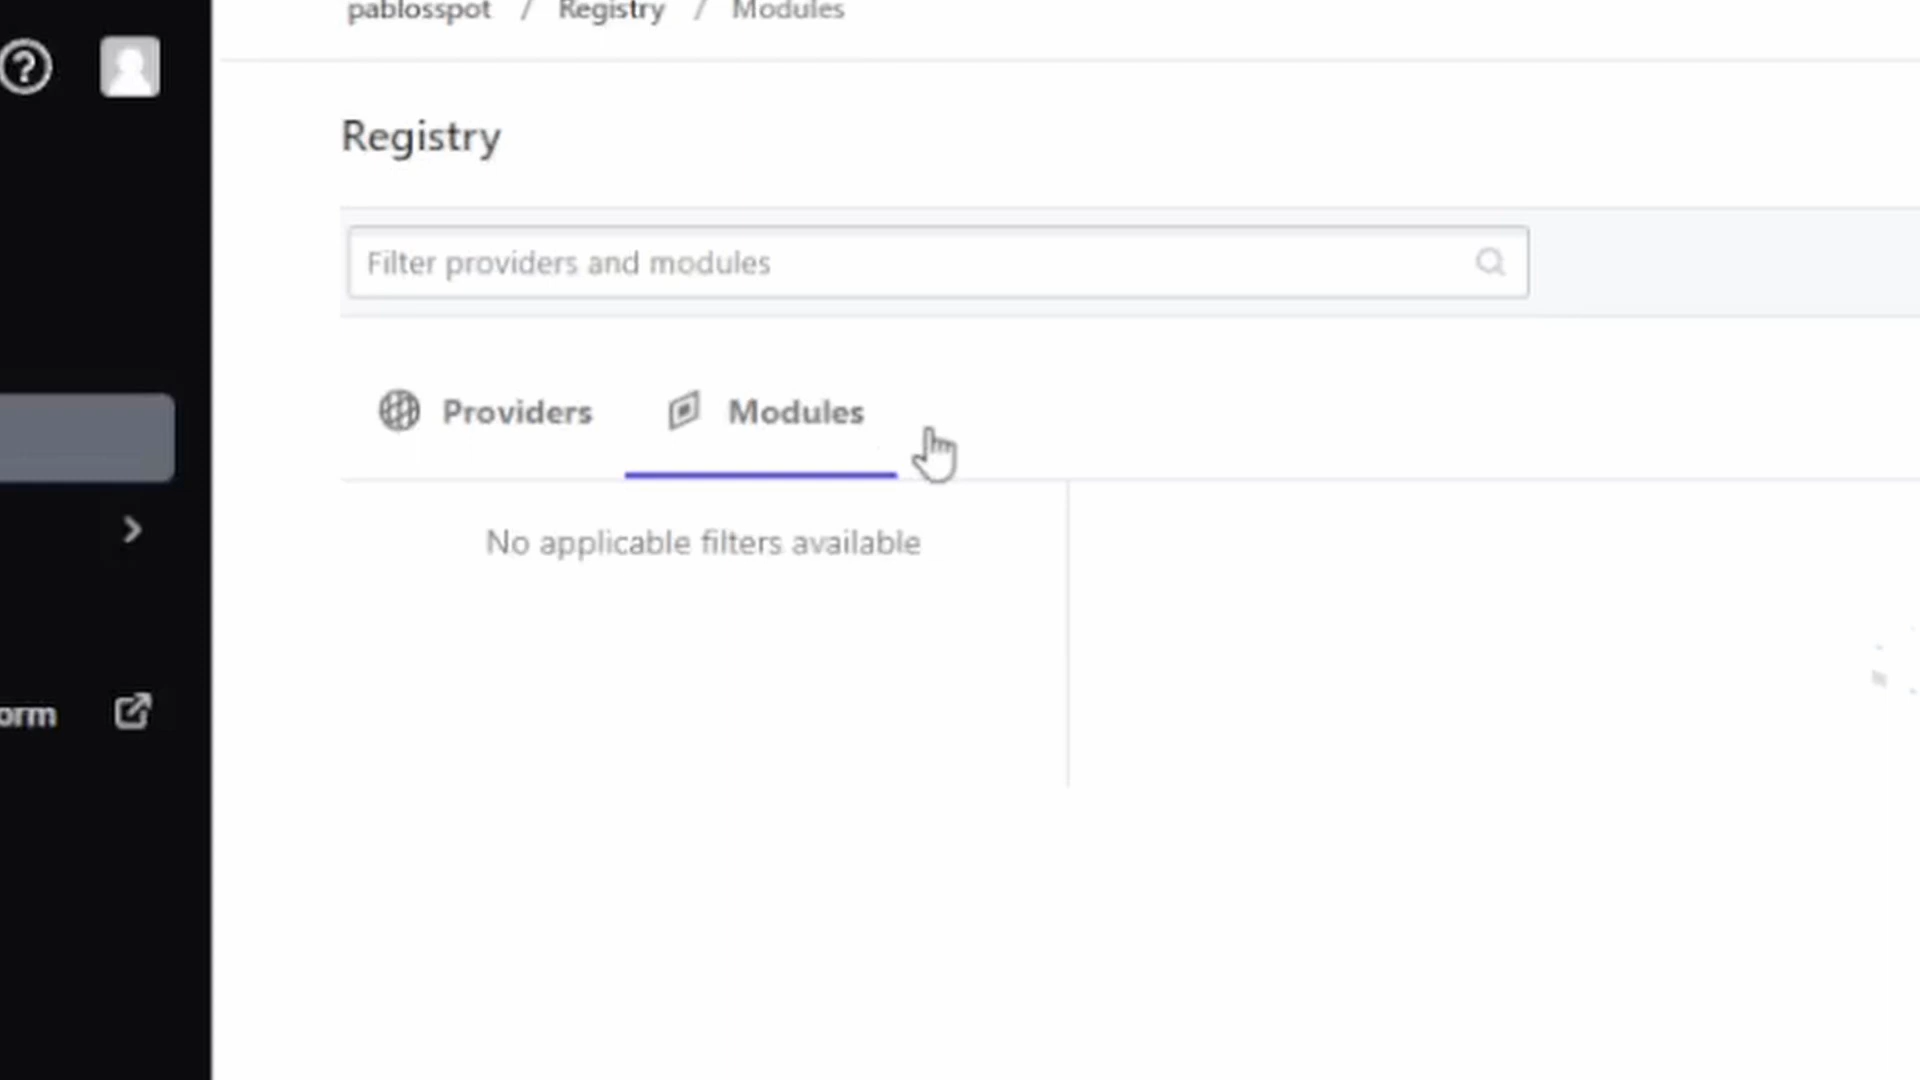 pablosspot / Registry / Modules
Registry
Filter providers and modules
Providers
Modules
No applicable filters available
orm